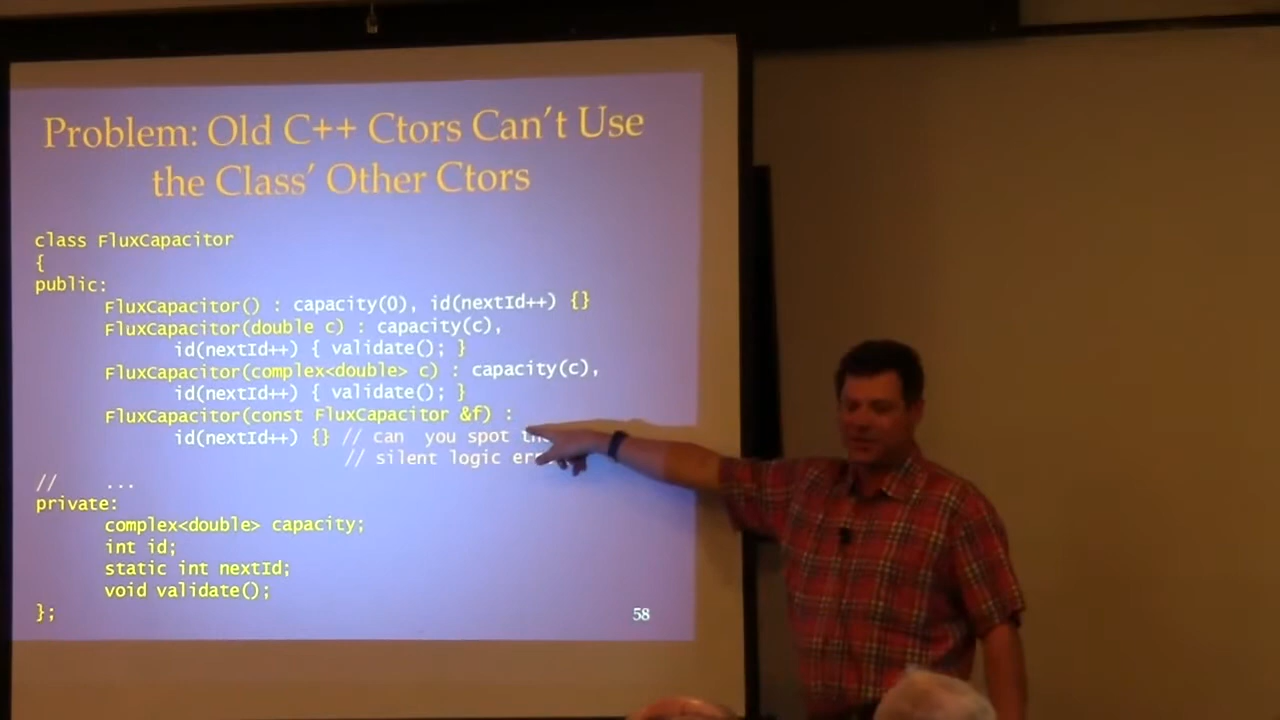 Problem: Old C++ Ctors Can't Use
the Class' Other Ctors
class FluxCapacitor
{
public:
FluxCapacitor() : capacity(0), id(nextId++) {}
FluxCapacitor(double c) : capacity(c),
id(nextId++) { validate(); }
FluxCapacitor(complex<double> c) : capacity(c),
id(nextId++) { validate(); }
FluxCapacitor(const FluxCapacitor &f) :
id(nextId++) {} // can you spot
// silent logic
// ...
private:
complex<double> capacity;
int id;
static int nextId;
void validate();
};
58